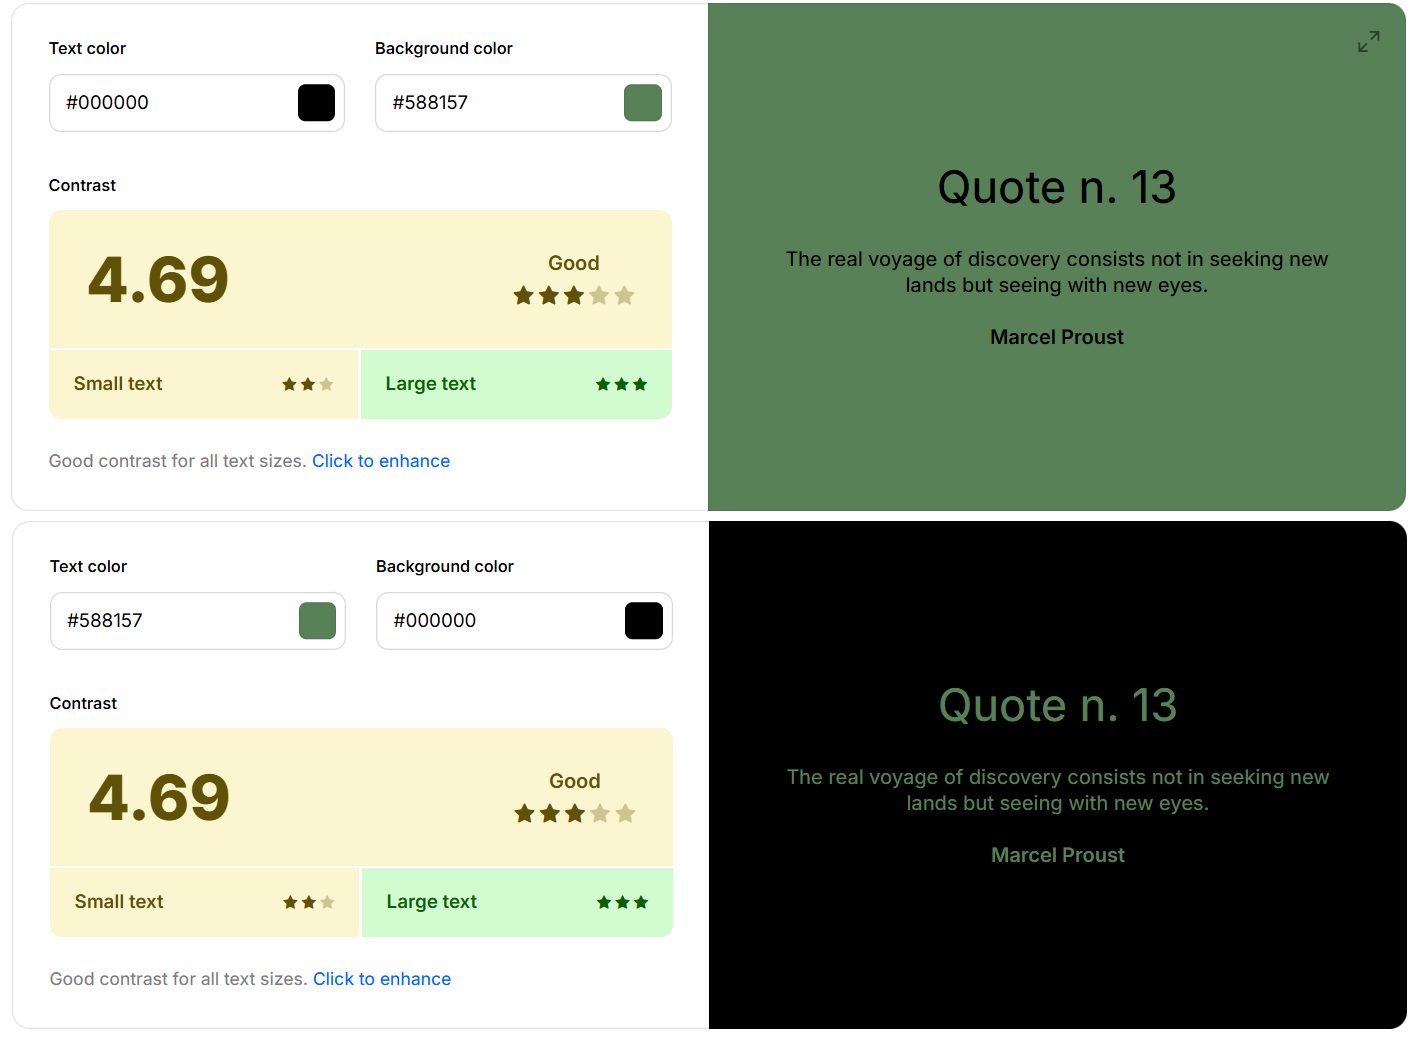 Text color
Background color
#000000
#588157
Contrast
4.69
Good
Small text
Large text
Good contrast for all text sizes. Click to enhance
Quote n. 13
The real voyage of discovery consists not in seeking new
lands but seeing with new eyes.
Marcel Proust
Text color
Background color
#588157
#000000
Contrast
4.69
Good
Small text
Large text
Good contrast for all text sizes. Click to enhance
Quote n. 13
The real voyage of discovery consists not in seeking new
lands but seeing with new eyes.
Marcel Proust